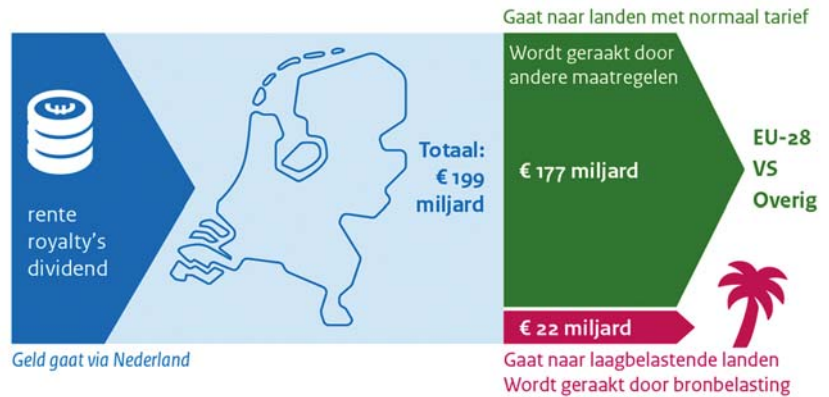 Gaat naar landen met normaal tarief
Wordt geraakt door
andere maatregelen
rente
royalty's
dividend
Totaal:
€ 199
miljard
€ 177 miljard
EU-28
VS
Overig
€ 22 miljard
Geld gaat via Nederland
Gaat naar laagbelastende landen
Wordt geraakt door bronbelasting